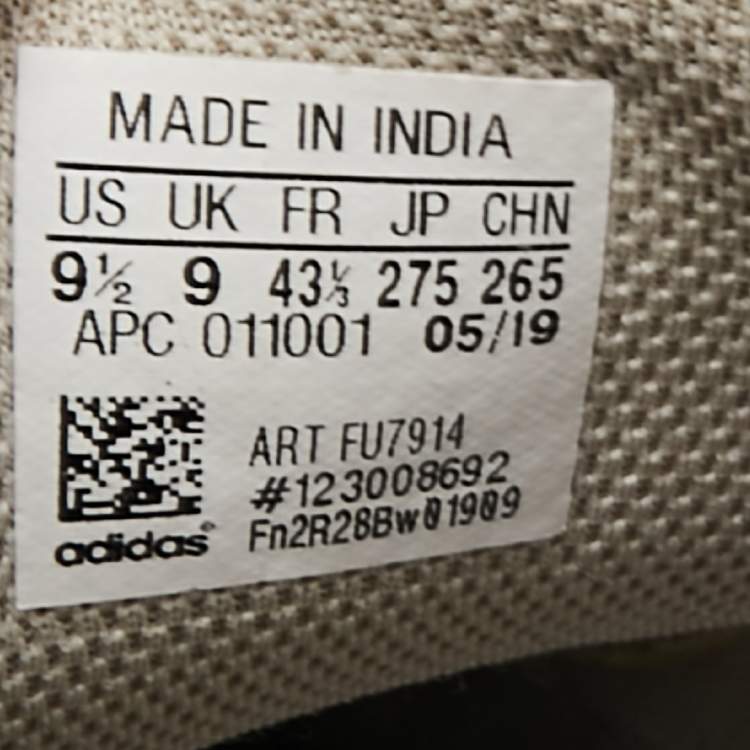 MADE IN INDIA
US UK FR JP CHN
9½ 9 43⅓ 275 265
APC 011001 05/19
ART FU7914
#123008692
Fn2R28Bw01909
adidas®